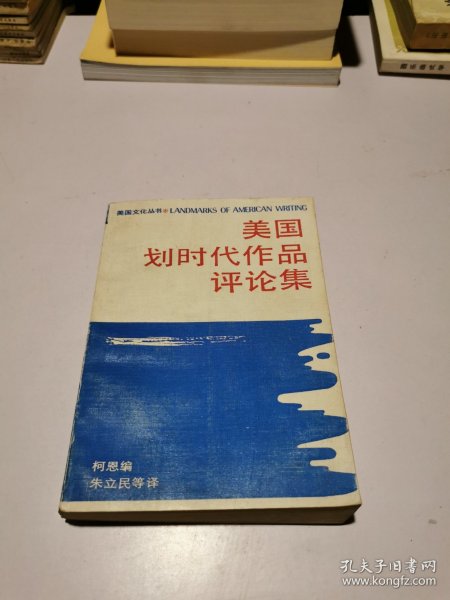 美国文化丛书 LANDMARKS OF AMERICAN WRITING
美国
划时代作品
评论集
柯恩编
朱立民等译
孔夫子旧书网
www.kongfz.com